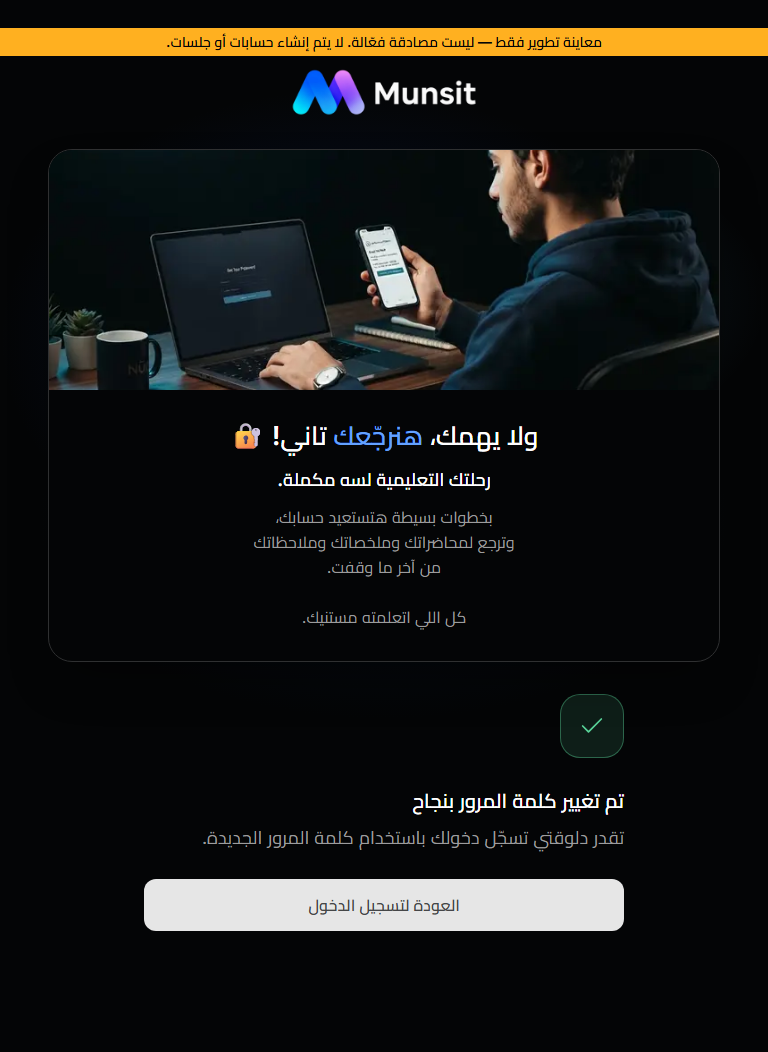 معاينة تطوير فقط — ليست مصادقة فعّالة. لا يتم إنشاء حسابات أو جلسات.
Munsit
ولا يهمك، هنرجّعك تاني! 🔐
رحلتك التعليمية لسه مكملة.
بخطوات بسيطة هتستعيد حسابك،
وترجع لمحاضراتك وملخصاتك وملاحظاتك
من آخر ما وقفت.
كل اللي اتعلمته مستنيك.
تم تغيير كلمة المرور بنجاح
تقدر دلوقتي تسجّل دخولك باستخدام كلمة المرور الجديدة.
العودة لتسجيل الدخول